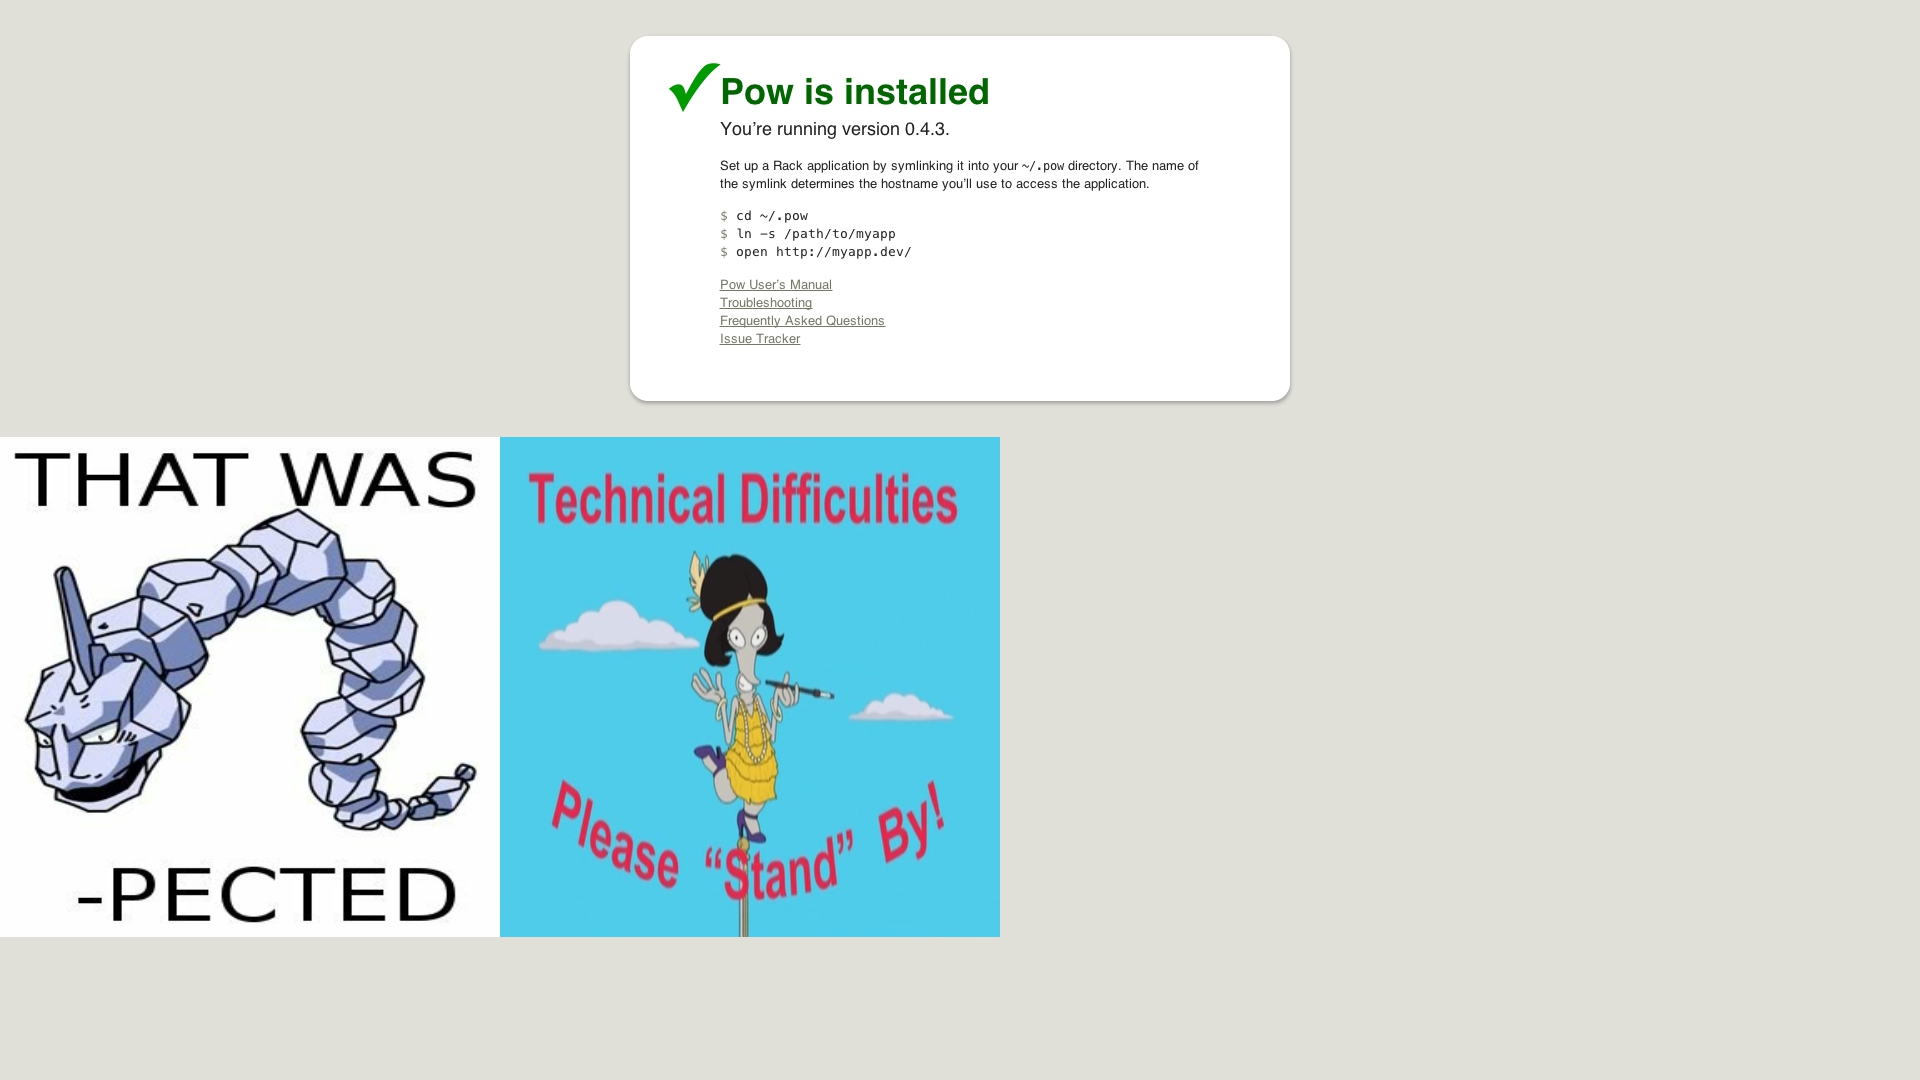 Pow is installed
You’re running version 0.4.3.
Set up a Rack application by symlinking it into your ~/.pow directory. The name of
the symlink determines the hostname you’ll use to access the application.
$ cd ~/.pow
$ ln -s /path/to/myapp
$ open http://myapp.dev/
Pow User’s Manual
Troubleshooting
Frequently Asked Questions
Issue Tracker
THAT WAS
-PECTED
Technical Difficulties
Please “Stand” By!